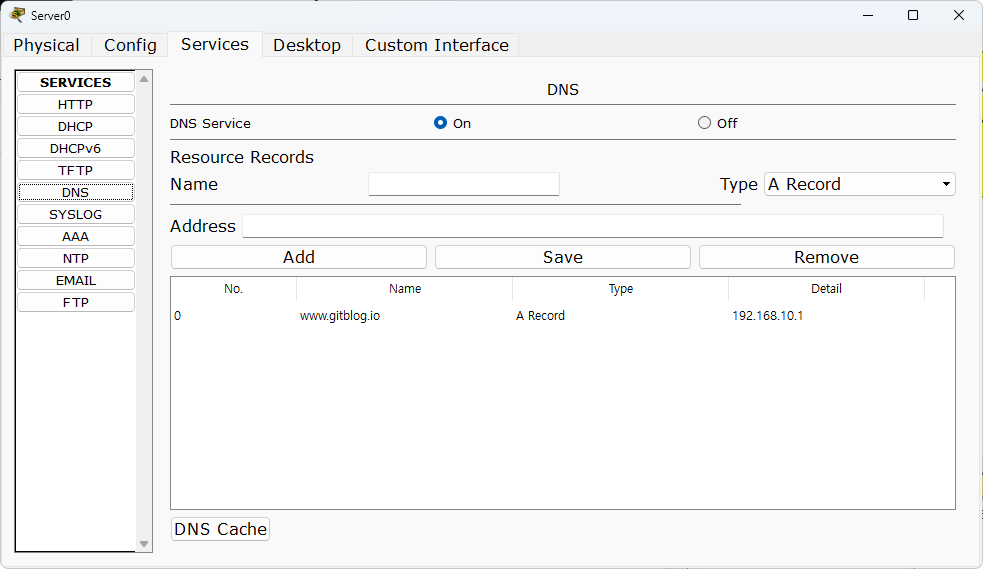 Server0
Physical Config Services Desktop Custom Interface
SERVICES
HTTP
DHCP
DHCPv6
TFTP
DNS
SYSLOG
AAA
NTP
EMAIL
FTP
DNS
DNS Service On Off
Resource Records
Name Type A Record
Address
Add Save Remove
No. Name Type Detail
0 www.gitblog.io A Record 192.168.10.1
DNS Cache